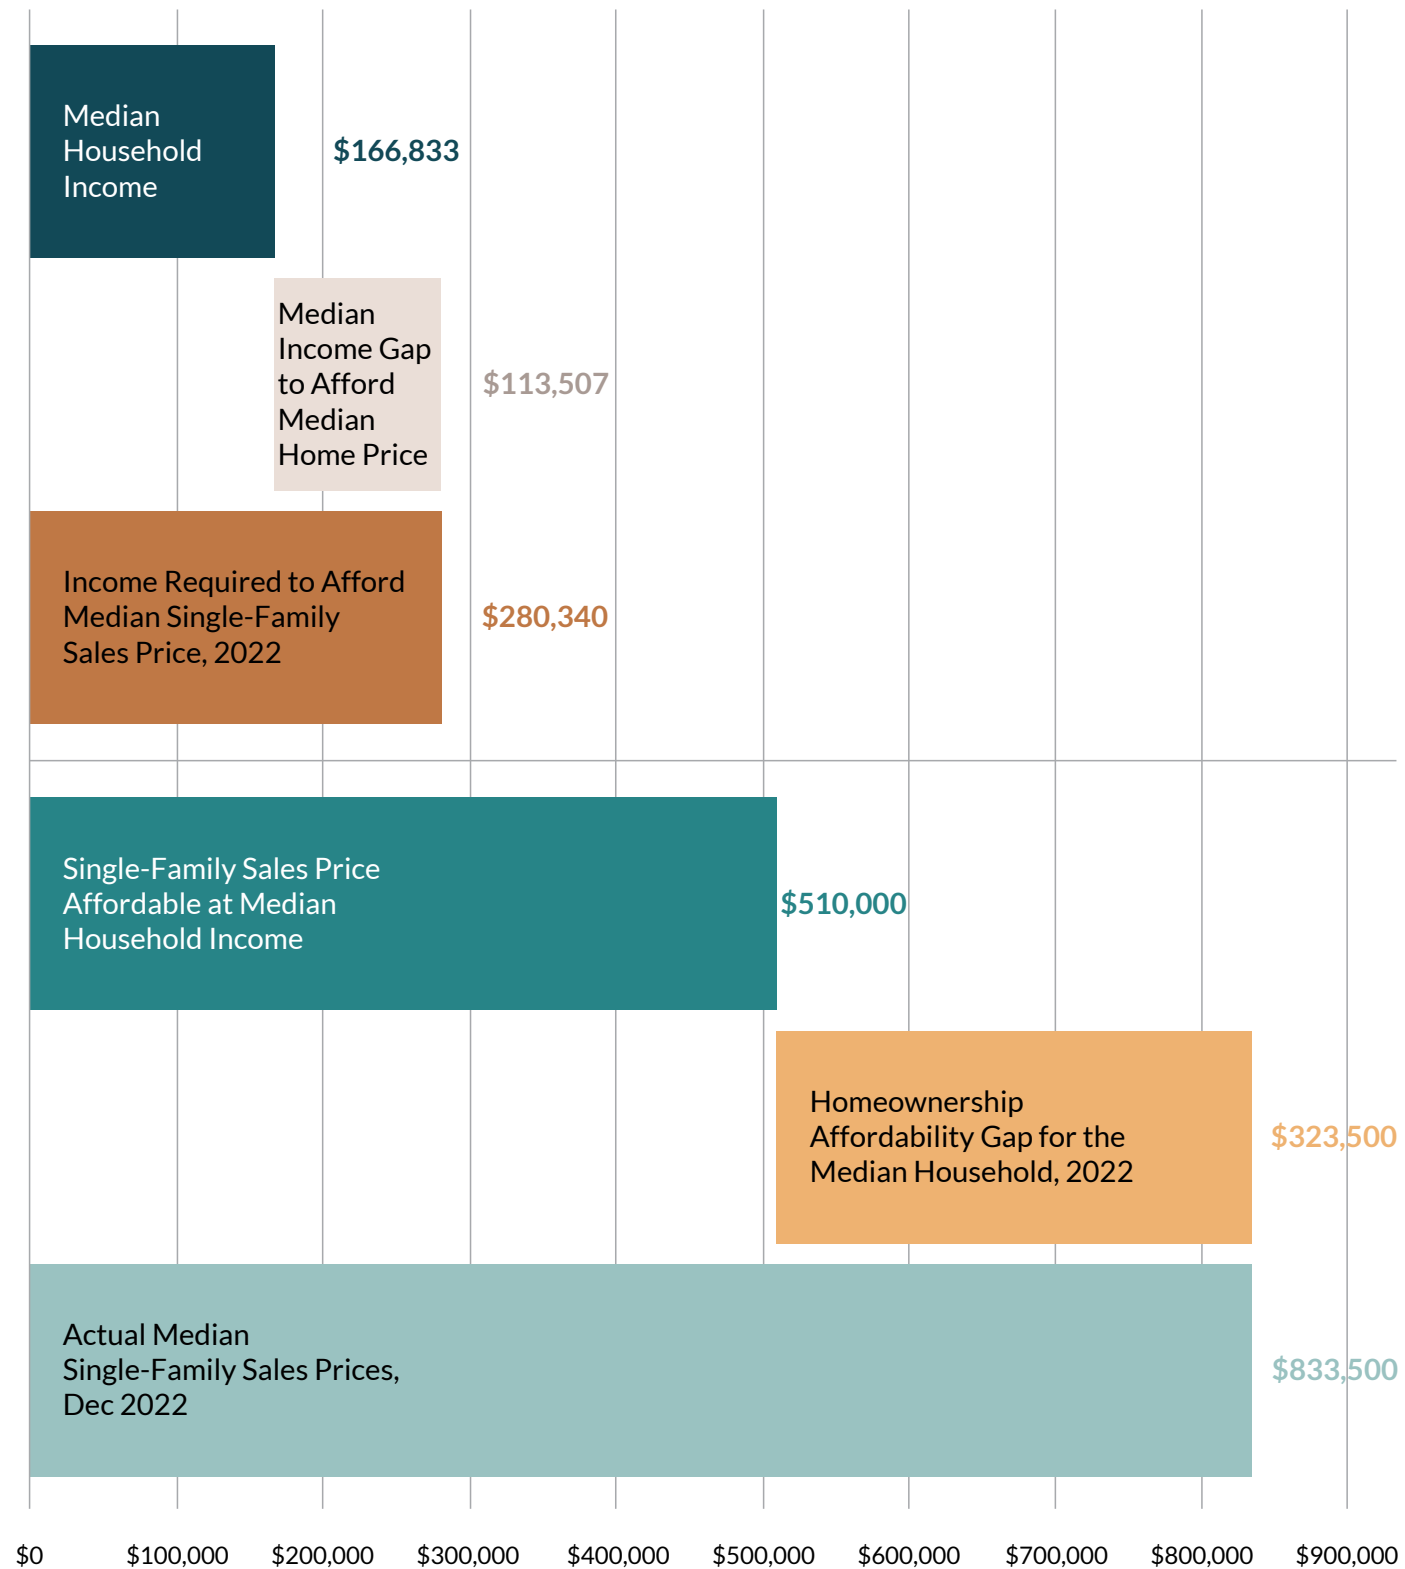 Median
Household
Income
$166,833
Median
Income Gap
to Afford
Median
Home Price
$113,507
Income Required to Afford
Median Single-Family
Sales Price, 2022
$280,340
Single-Family Sales Price
Affordable at Median
Household Income
$510,000
Homeownership
Affordability Gap for the
Median Household, 2022
$323,500
Actual Median
Single-Family Sales Prices,
Dec 2022
$833,500
$0 $100,000 $200,000 $300,000 $400,000 $500,000 $600,000 $700,000 $800,000 $900,000